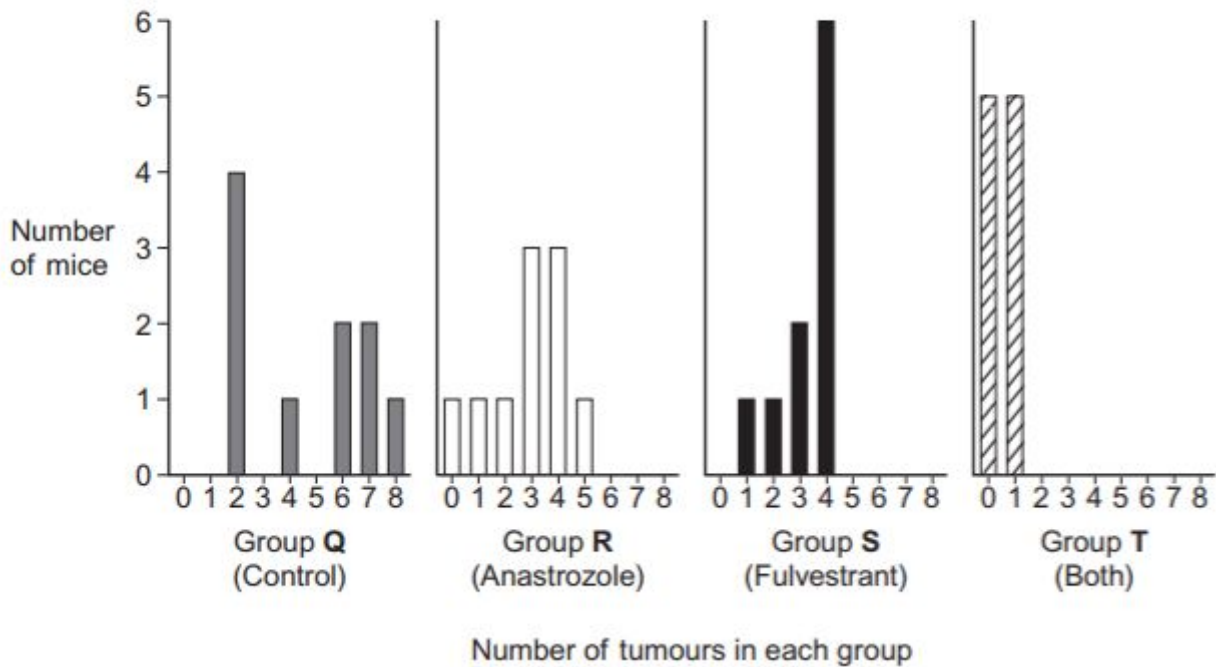 6
5
4
3
2
1
0
Number
of mice
0 1 2 3 4 5 6 7 8
0 1 2 3 4 5 6 7 8
0 1 2 3 4 5 6 7 8
0 1 2 3 4 5 6 7 8
Group Q
(Control)
Group R
(Anastrozole)
Group S
(Fulvestrant)
Group T
(Both)
Number of tumours in each group